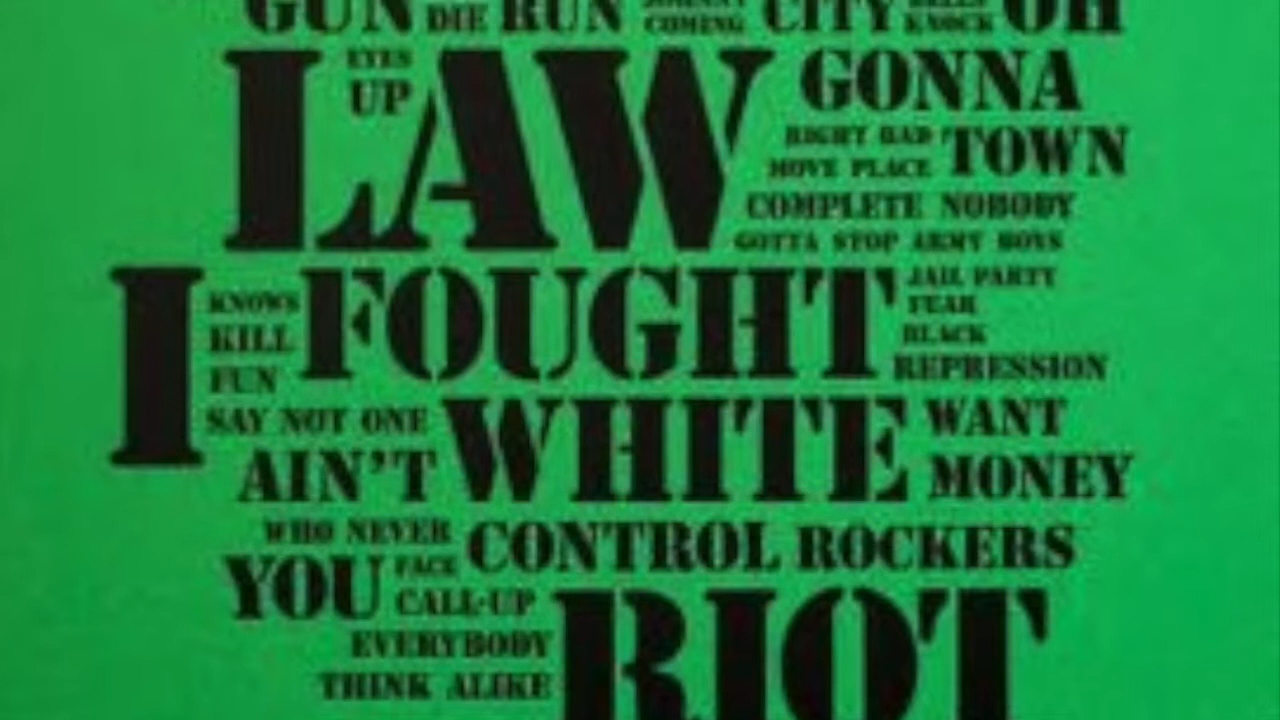 GUN DIE RUN COMING CITY KNOCK OH
LAW
EYES
UP
GONNA
RIGHT BAD TOWN
MOVE PLACE
COMPLETE NOBODY
GOTTA STOP ARMY BOYS
I
KNOWS
KILL
FUN
FOUGHT
JAIL PARTY
FEAR
BLACK
REPRESSION
SAY NOT ONE
AIN'T
WHITE
WANT
MONEY
WHO NEVER
YOU
FACE
CALL-UP
CONTROL ROCKERS
EVERYBODY
THINK ALIKE
RIOT